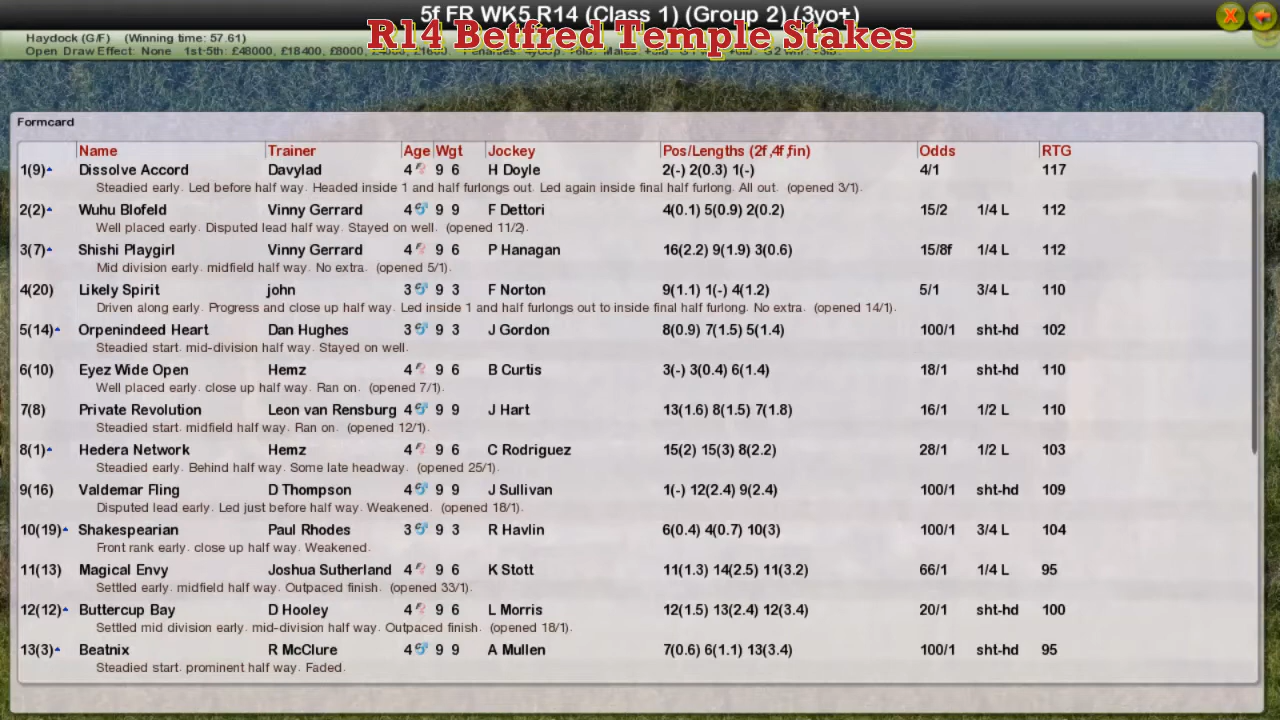 5f FR WK5 R14 (Class 1) (Group 2) (3yo+)
R14 Betfred Temple Stakes
Haydock (G/F) (Winning time: 57.61)
Open Draw Effect: None 1st-5th: £48000, £18400, £8000,
Formcard
Name Trainer Age Wgt Jockey Pos/Lengths (2f,4f,fin) Odds RTG
1(9) Dissolve Accord Davylad 4 9 6 H Doyle 2(-) 2(0.3) 1(-) 4/1 117
Steadied early. Led before half way. Headed inside 1 and half furlongs out. Led again inside final half furlong. All out. (opened 3/1).
2(2) Wuhu Blofeld Vinny Gerrard 4 9 9 F Dettori 4(0.1) 5(0.9) 2(0.2) 15/2 1/4 L 112
Well placed early. Disputed lead half way. Stayed on well. (opened 11/2).
3(7) Shishi Playgirl Vinny Gerrard 4 9 6 P Hanagan 16(2.2) 9(1.9) 3(0.6) 15/8f 1/4 L 112
Mid division early. midfield half way. No extra. (opened 5/1).
4(20) Likely Spirit john 3 9 3 F Norton 9(1.1) 1(-) 4(1.2) 5/1 3/4 L 110
Driven along early. Progress and close up half way. Led inside 1 and half furlongs out to inside final half furlong. No extra. (opened 14/1).
5(14) Orpenindeed Heart Dan Hughes 3 9 3 J Gordon 8(0.9) 7(1.5) 5(1.4) 100/1 sht-hd 102
Steadied start. mid-division half way. Stayed on well.
6(10) Eyez Wide Open Hemz 4 9 6 B Curtis 3(-) 3(0.4) 6(1.4) 18/1 sht-hd 110
Well placed early. close up half way. Ran on. (opened 7/1).
7(8) Private Revolution Leon van Rensburg 4 9 9 J Hart 13(1.6) 8(1.5) 7(1.8) 16/1 1/2 L 110
Steadied start. midfield half way. Ran on. (opened 12/1).
8(1) Hedera Network Hemz 4 9 6 C Rodriguez 15(2) 15(3) 8(2.2) 28/1 1/2 L 103
Steadied early. Behind half way. Some late headway. (opened 25/1).
9(16) Valdemar Fling D Thompson 4 9 9 J Sullivan 1(-) 12(2.4) 9(2.4) 100/1 sht-hd 109
Disputed lead early. Led just before half way. Weakened. (opened 18/1).
10(19) Shakespearian Paul Rhodes 3 9 3 R Havlin 6(0.4) 4(0.7) 10(3) 100/1 3/4 L 104
Front rank early. close up half way. Weakened.
11(13) Magical Envy Joshua Sutherland 4 9 6 K Stott 11(1.3) 14(2.5) 11(3.2) 66/1 1/4 L 95
Settled early. midfield half way. Outpaced finish. (opened 33/1).
12(12) Buttercup Bay D Hooley 4 9 6 L Morris 12(1.5) 13(2.4) 12(3.4) 20/1 sht-hd 100
Settled mid division early. mid-division half way. Outpaced finish. (opened 18/1).
13(3) Beatnix R McClure 4 9 9 A Mullen 7(0.6) 6(1.1) 13(3.4) 100/1 sht-hd 95
Steadied start. prominent half way. Faded.